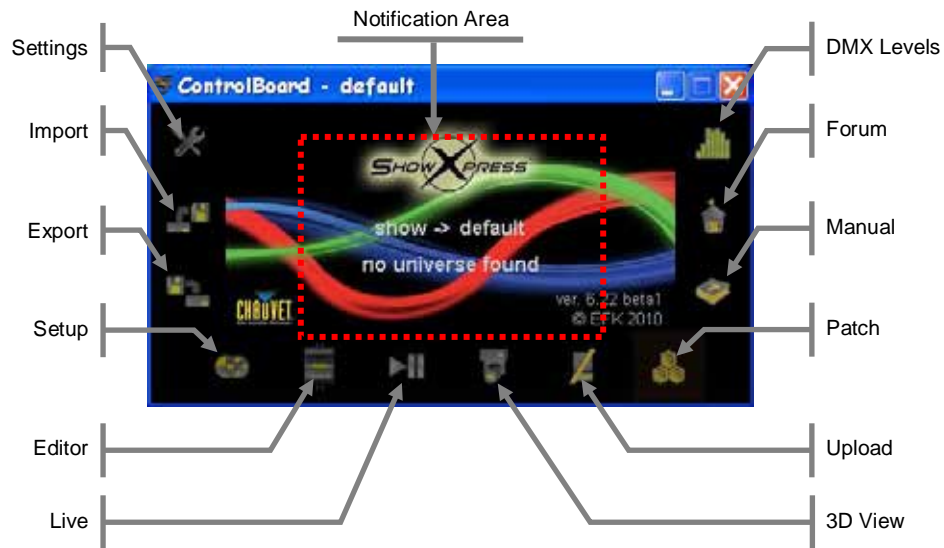 Notification Area
Settings
DMX Levels
ControlBoard - default
Import
Forum
SHOWXPRESS
Export
show -> default
Manual
no universe found
CHAUVET
ver. 6.22 beta1
© EFK 2010
Setup
Patch
Editor
Upload
Live
3D View